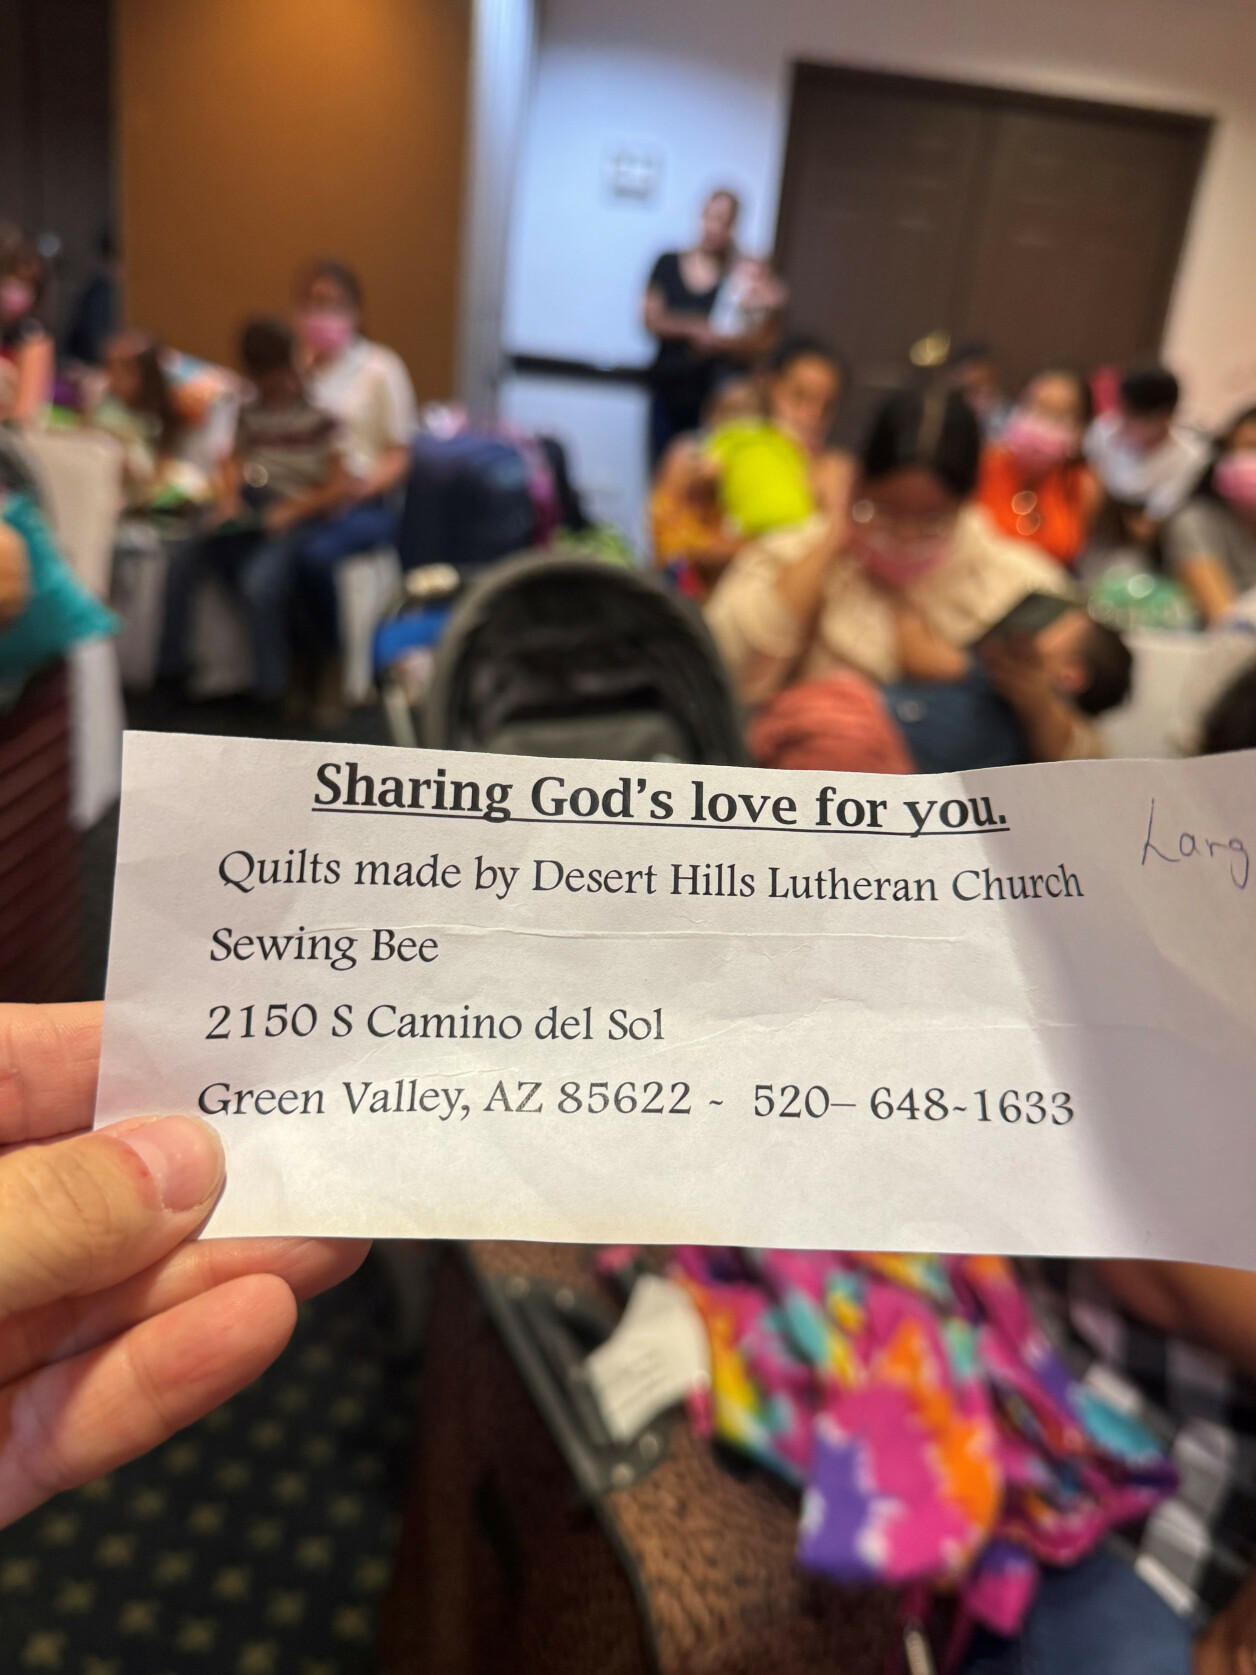 Sharing God's love for you.
Larg
Quilts made by Desert Hills Lutheran Church
Sewing Bee
2150 S Camino del Sol
Green Valley, AZ 85622 ~ 520– 648~1633